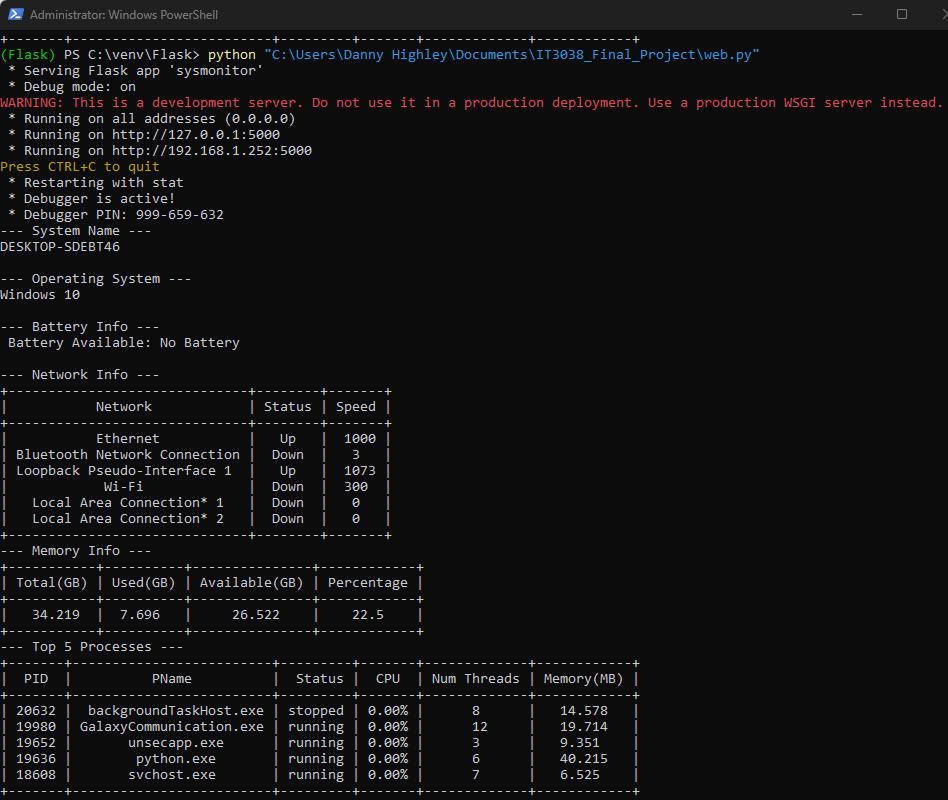 Administrator: Windows PowerShell
+-------+-------------------------+---------+-------+-------------+------------+
(Flask) PS C:\venv\Flask> python "C:\Users\Danny Highley\Documents\IT3038_Final_Project\web.py"
 * Serving Flask app 'sysmonitor'
 * Debug mode: on
WARNING: This is a development server. Do not use it in a production deployment. Use a production WSGI server instead.
 * Running on all addresses (0.0.0.0)
 * Running on http://127.0.0.1:5000
 * Running on http://192.168.1.252:5000
Press CTRL+C to quit
 * Restarting with stat
 * Debugger is active!
 * Debugger PIN: 999-659-632
--- System Name ---
DESKTOP-SDEBT46
--- Operating System ---
Windows 10
--- Battery Info ---
 Battery Available: No Battery
--- Network Info ---
+------------------------------+--------+-------+
|           Network            | Status | Speed |
+------------------------------+--------+-------+
|           Ethernet           |   Up   |  1000 |
| Bluetooth Network Connection |  Down  |   3   |
| Loopback Pseudo-Interface 1  |   Up   |  1073 |
|            Wi-Fi             |  Down  |  300  |
|   Local Area Connection* 1   |  Down  |   0   |
|   Local Area Connection* 2   |  Down  |   0   |
+------------------------------+--------+-------+
--- Memory Info ---
+-----------+----------+---------------+------------+
| Total(GB) | Used(GB) | Available(GB) | Percentage |
+-----------+----------+---------------+------------+
|   34.219  |  7.696   |     26.522    |    22.5    |
+-----------+----------+---------------+------------+
--- Top 5 Processes ---
+-------+-------------------------+---------+-------+-------------+------------+
|  PID  |          PName          |  Status |  CPU  | Num Threads | Memory(MB) |
+-------+-------------------------+---------+-------+-------------+------------+
| 20632 |  backgroundTaskHost.exe | stopped | 0.00% |      8      |   14.578   |
| 19980 | GalaxyCommunication.exe | running | 0.00% |      12     |   19.714   |
| 19652 |       unsecapp.exe      | running | 0.00% |      3      |   9.351    |
| 19636 |        python.exe       | running | 0.00% |      6      |   40.215   |
| 18608 |       svchost.exe       | running | 0.00% |      7      |   6.525    |
+-------+-------------------------+---------+-------+-------------+------------+